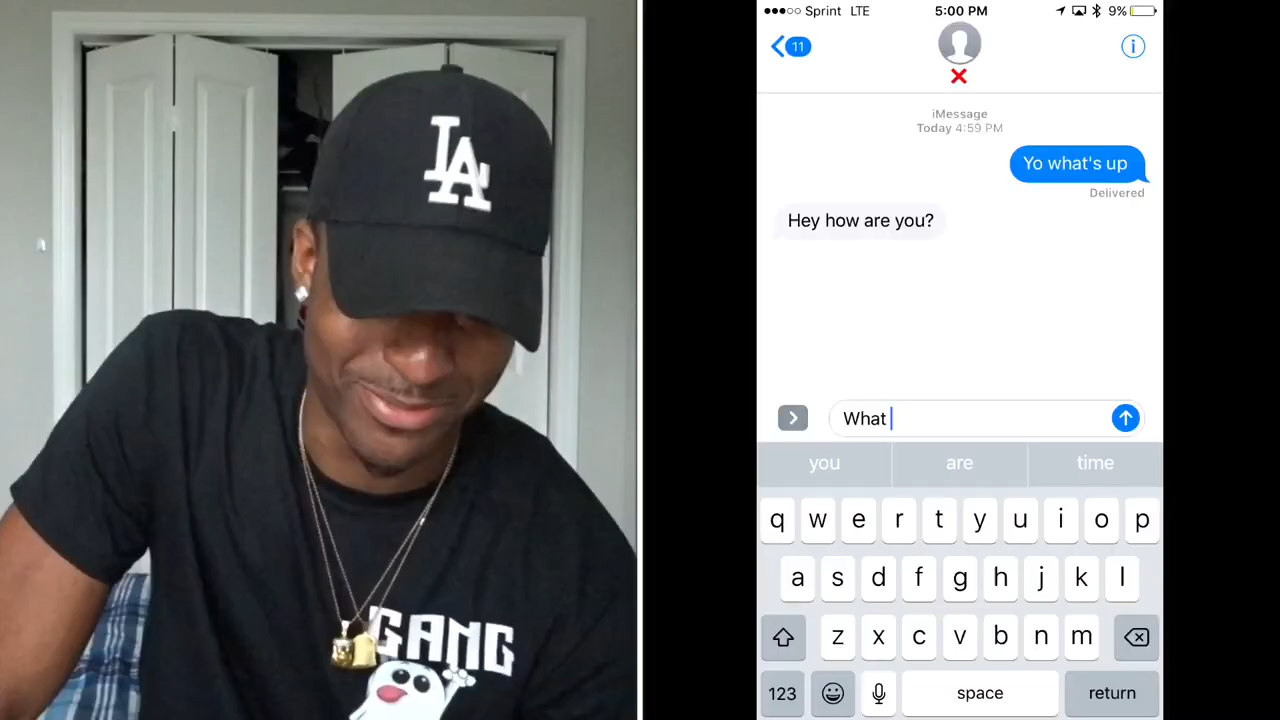 LA
GANG
Sprint LTE 5:00 PM 9%
11
iMessage
Today 4:59 PM
Yo what's up
Delivered
Hey how are you?
What
you are time
q w e r t y u i o p
a s d f g h j k l
z x c v b n m
123 space return